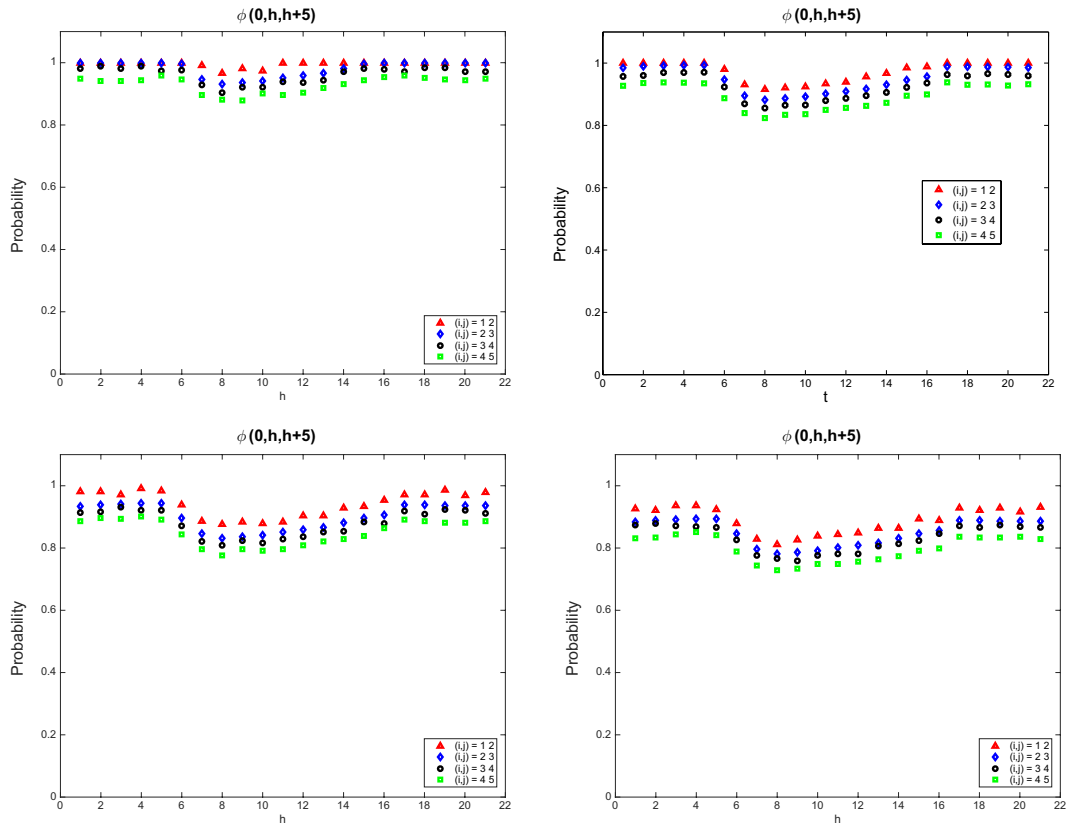 ϕ(0,h,h+5)
Probability
1
0.8
0.6
0.4
0.2
0
(i,j) = 1 2
(i,j) = 2 3
(i,j) = 3 4
(i,j) = 4 5
0 2 4 6 8 10 12 14 16 18 20 22
h
ϕ(0,h,h+5)
Probability
1
0.8
0.6
0.4
0.2
0
(i,j) = 1 2
(i,j) = 2 3
(i,j) = 3 4
(i,j) = 4 5
0 2 4 6 8 10 12 14 16 18 20 22
t
ϕ(0,h,h+5)
Probability
1
0.8
0.6
0.4
0.2
0
(i,j) = 1 2
(i,j) = 2 3
(i,j) = 3 4
(i,j) = 4 5
0 2 4 6 8 10 12 14 16 18 20 22
h
ϕ(0,h,h+5)
Probability
1
0.8
0.6
0.4
0.2
0
(i,j) = 1 2
(i,j) = 2 3
(i,j) = 3 4
(i,j) = 4 5
0 2 4 6 8 10 12 14 16 18 20 22
h